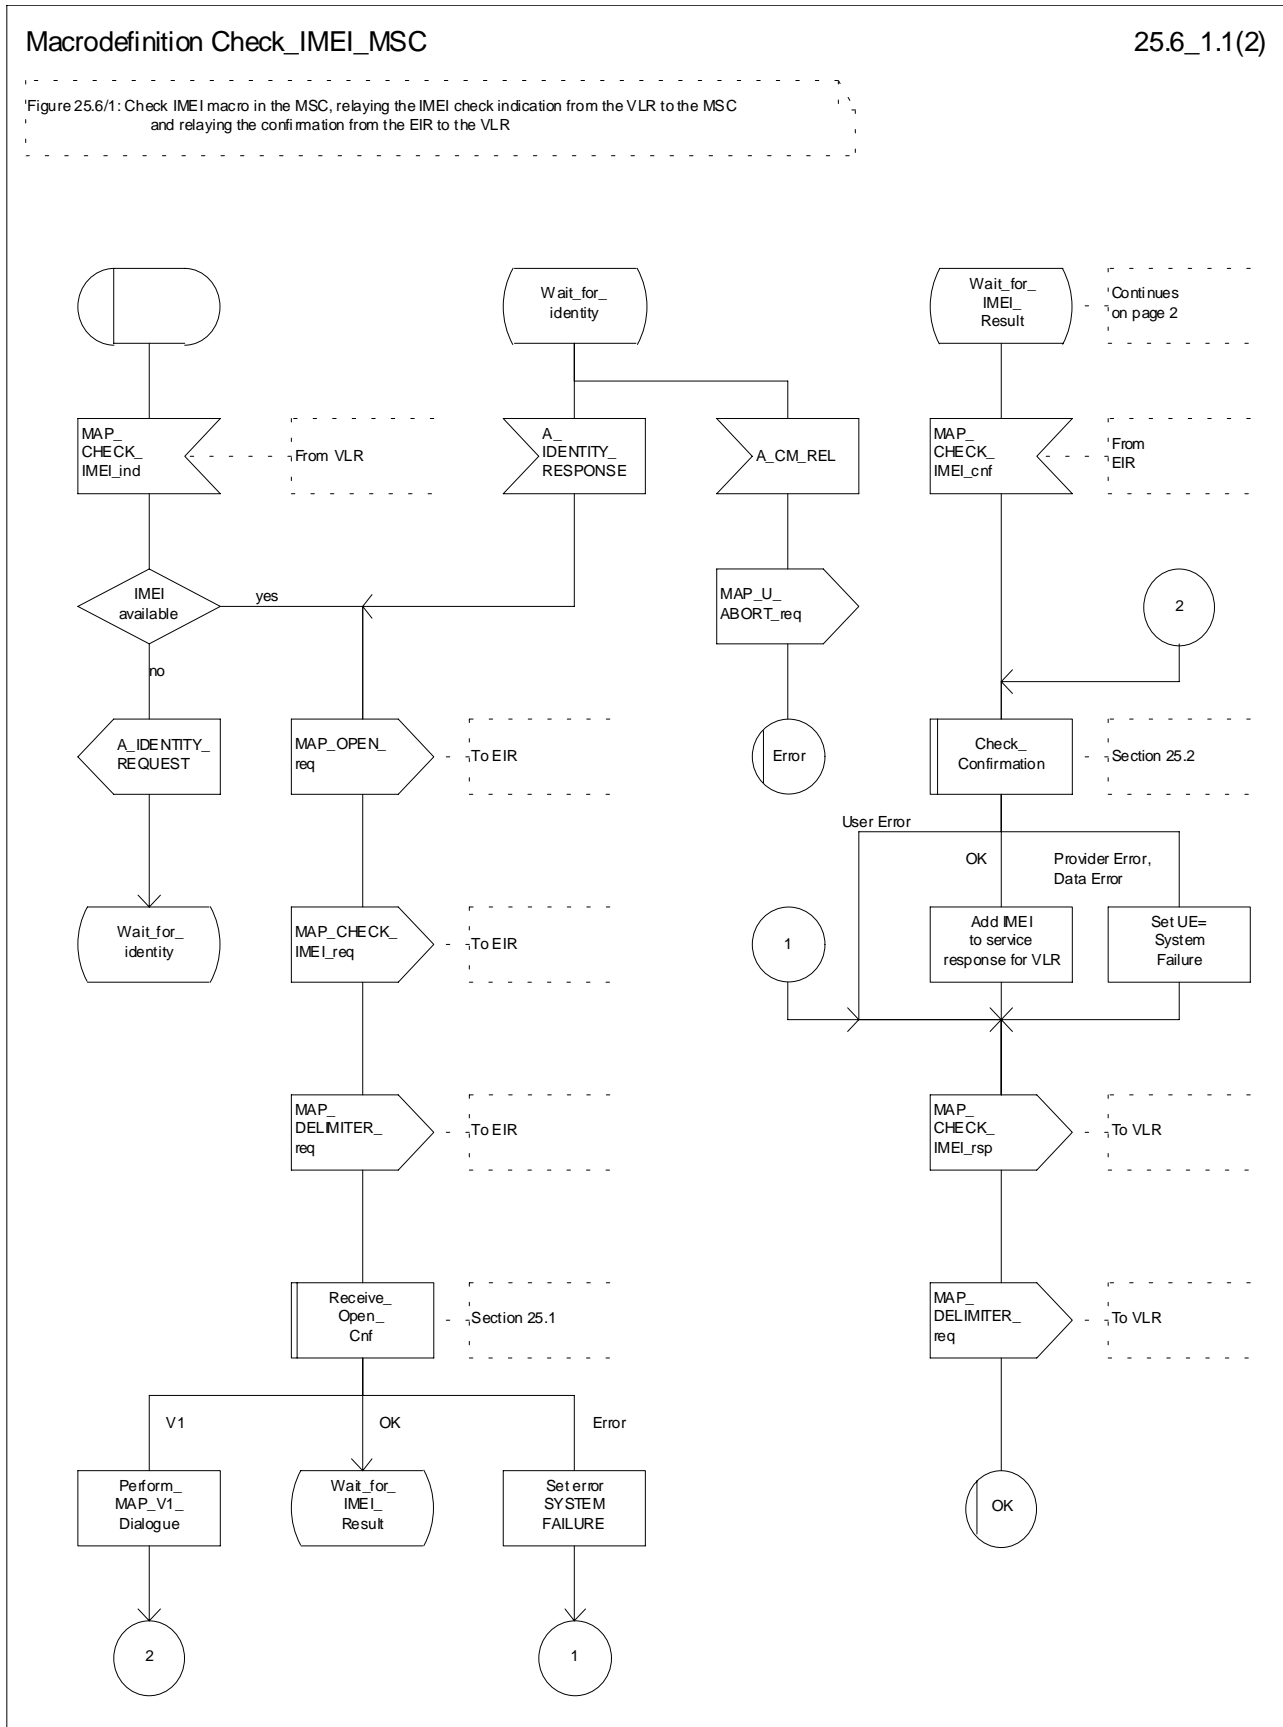 Macrodefinition Check_IMEI_MSC
25.6_1.1(2)
Figure 25.6/1: Check IMEI macro in the MSC, relaying the IMEI check indication from the VLR to the MSC
and relaying the confirmation from the EIR to the VLR
Wait_for_
identity
Wait_for_
IMEI_
Result
Continues
on page 2
MAP_
CHECK_
IMEI_ind
From VLR
A_
IDENTITY_
RESPONSE
A_CM_REL
MAP_
CHECK_
IMEI_cnf
From
EIR
IMEI
available
yes
no
MAP_U_
ABORT_req
2
A_IDENTITY_
REQUEST
MAP_OPEN_
req
To EIR
Error
Check_
Confirmation
Section 25.2
User Error
OK
Provider Error,
Data Error
Wait_for_
identity
MAP_CHECK_
IMEI_req
To EIR
1
Add IMEI
to service
response for VLR
Set UE=
System
Failure
MAP_
DELIMITER_
req
To EIR
MAP_
CHECK_
IMEI_rsp
To VLR
Receive_
Open_
Cnf
Section 25.1
MAP_
DELIMITER_
req
To VLR
V1
OK
Error
Perform_
MAP_V1_
Dialogue
Wait_for_
IMEI_
Result
Set error
SYSTEM
FAILURE
OK
2
1